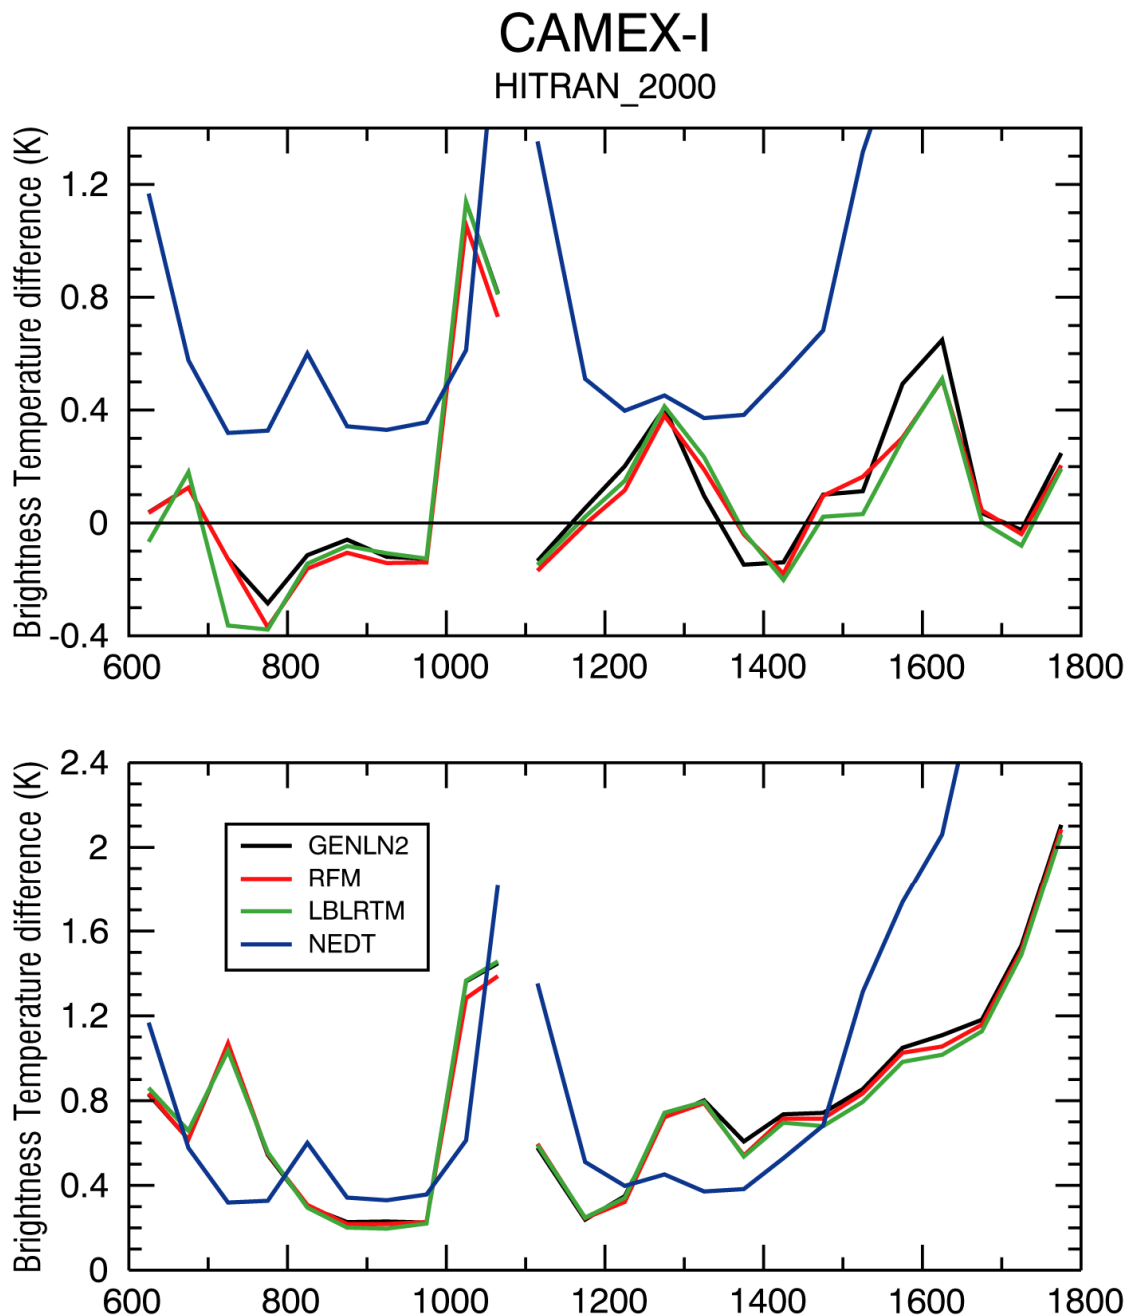 CAMEX-I
HITRAN_2000
Brightness Temperature difference (K)
1.2
0.8
0.4
0
-0.4
600 800 1000 1200 1400 1600 1800
Brightness Temperature difference (K)
2.4
2
1.6
1.2
0.8
0.4
0
GENLN2
RFM
LBLRTM
NEDT
600 800 1000 1200 1400 1600 1800